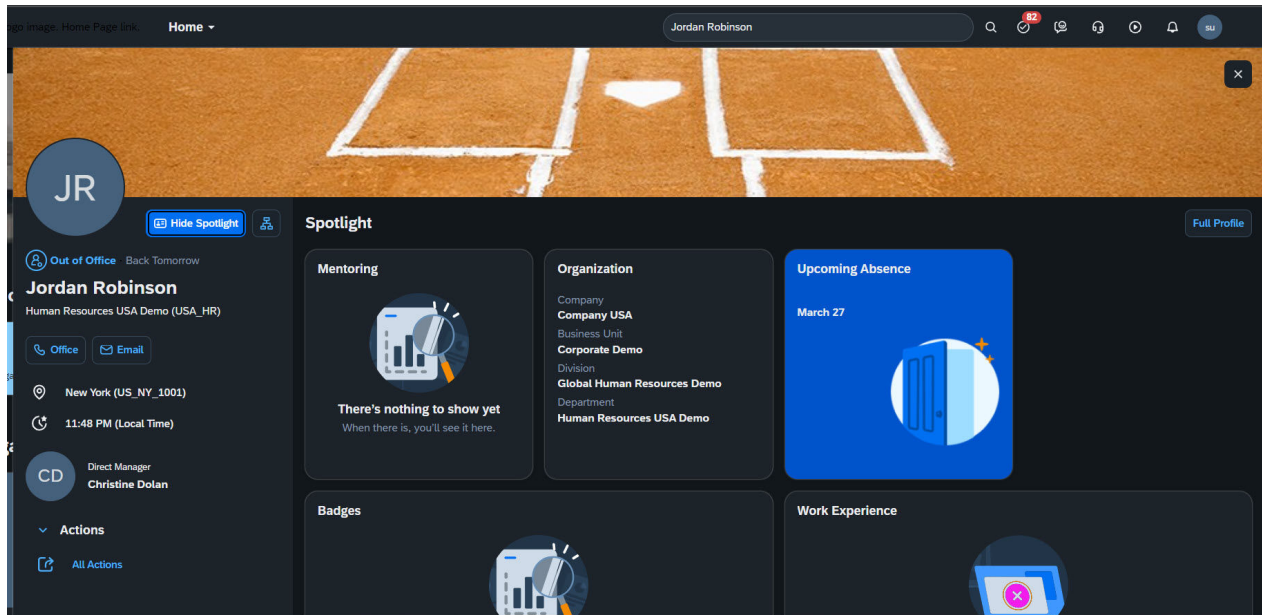 ogo image. Home Page link.
Home
Jordan Robinson
82
su
JR
Hide Spotlight
Out of Office Back Tomorrow
Jordan Robinson
Human Resources USA Demo (USA_HR)
Office
Email
New York (US_NY_1001)
11:48 PM (Local Time)
CD
Direct Manager
Christine Dolan
Actions
All Actions
Spotlight
Full Profile
Mentoring
There's nothing to show yet
When there is, you'll see it here.
Organization
Company
Company USA
Business Unit
Corporate Demo
Division
Global Human Resources Demo
Department
Human Resources USA Demo
Upcoming Absence
March 27
Badges
Work Experience